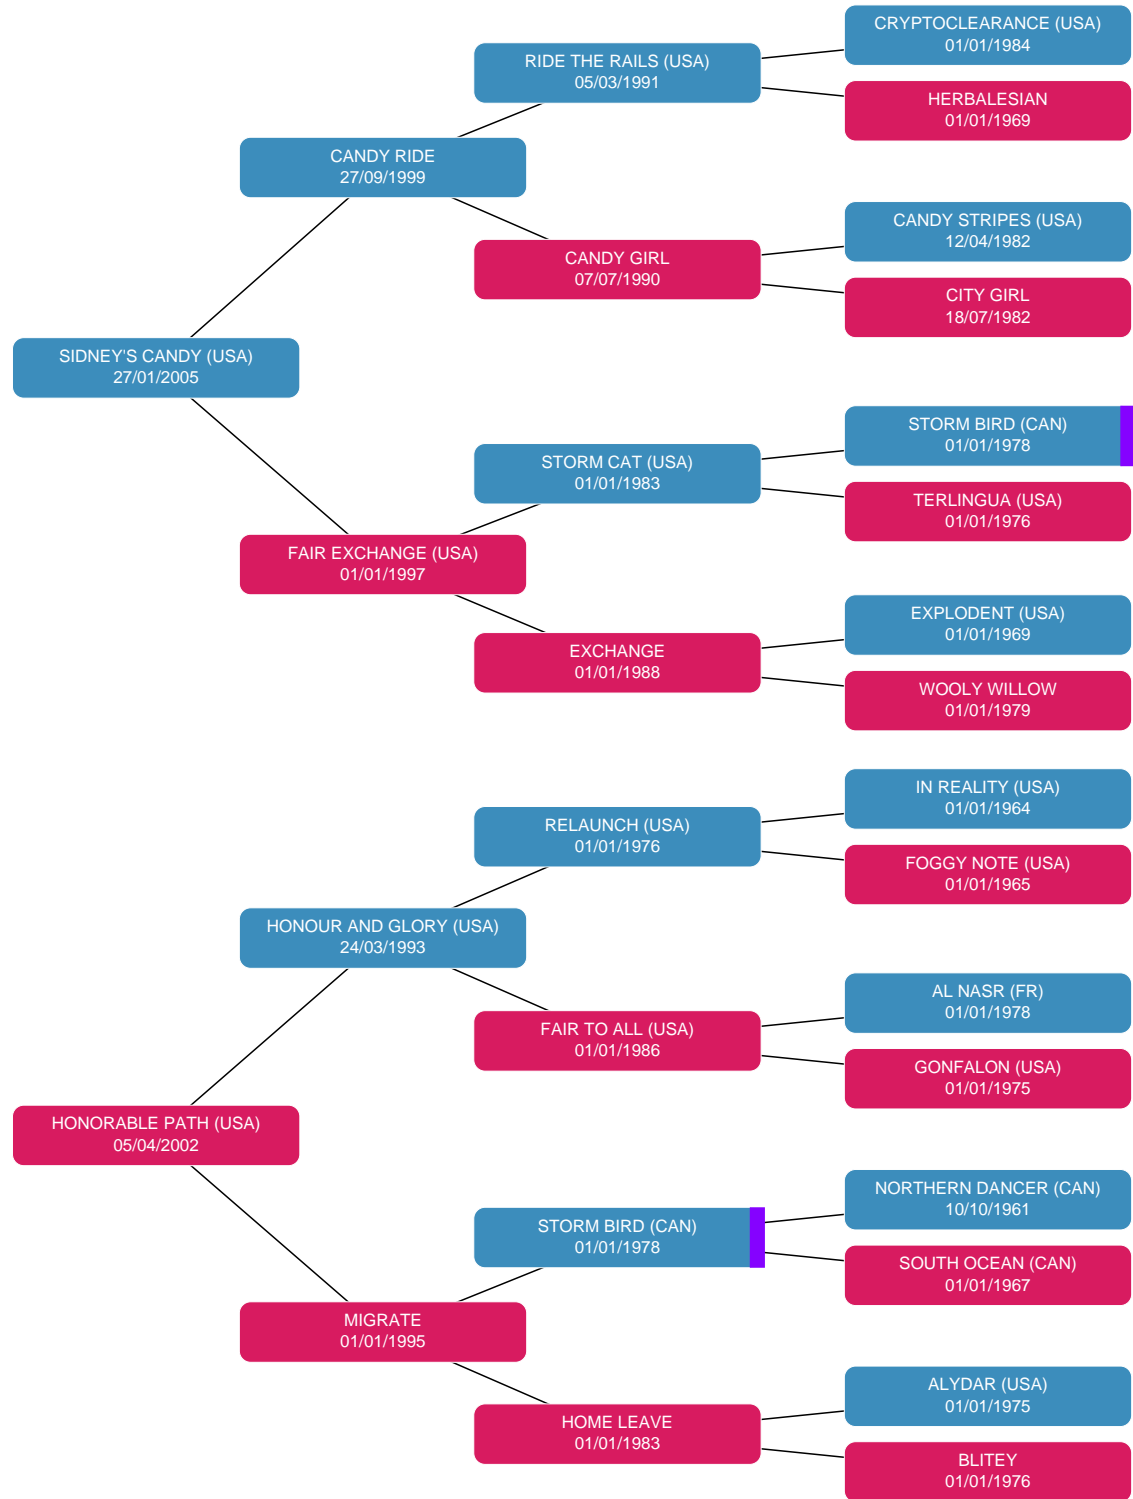 CRYPTOCLEARANCE (USA)
01/01/1984
RIDE THE RAILS (USA)
05/03/1991
HERBALESIAN
01/01/1969
CANDY RIDE
27/09/1999
CANDY STRIPES (USA)
12/04/1982
CANDY GIRL
07/07/1990
CITY GIRL
18/07/1982
SIDNEY'S CANDY (USA)
27/01/2005
STORM BIRD (CAN)
01/01/1978
STORM CAT (USA)
01/01/1983
TERLINGUA (USA)
01/01/1976
FAIR EXCHANGE (USA)
01/01/1997
EXPLODENT (USA)
01/01/1969
EXCHANGE
01/01/1988
WOOLY WILLOW
01/01/1979
IN REALITY (USA)
01/01/1964
RELAUNCH (USA)
01/01/1976
FOGGY NOTE (USA)
01/01/1965
HONOUR AND GLORY (USA)
24/03/1993
AL NASR (FR)
01/01/1978
FAIR TO ALL (USA)
01/01/1986
GONFALON (USA)
01/01/1975
HONORABLE PATH (USA)
05/04/2002
NORTHERN DANCER (CAN)
10/10/1961
STORM BIRD (CAN)
01/01/1978
SOUTH OCEAN (CAN)
01/01/1967
MIGRATE
01/01/1995
ALYDAR (USA)
01/01/1975
HOME LEAVE
01/01/1983
BLITEY
01/01/1976